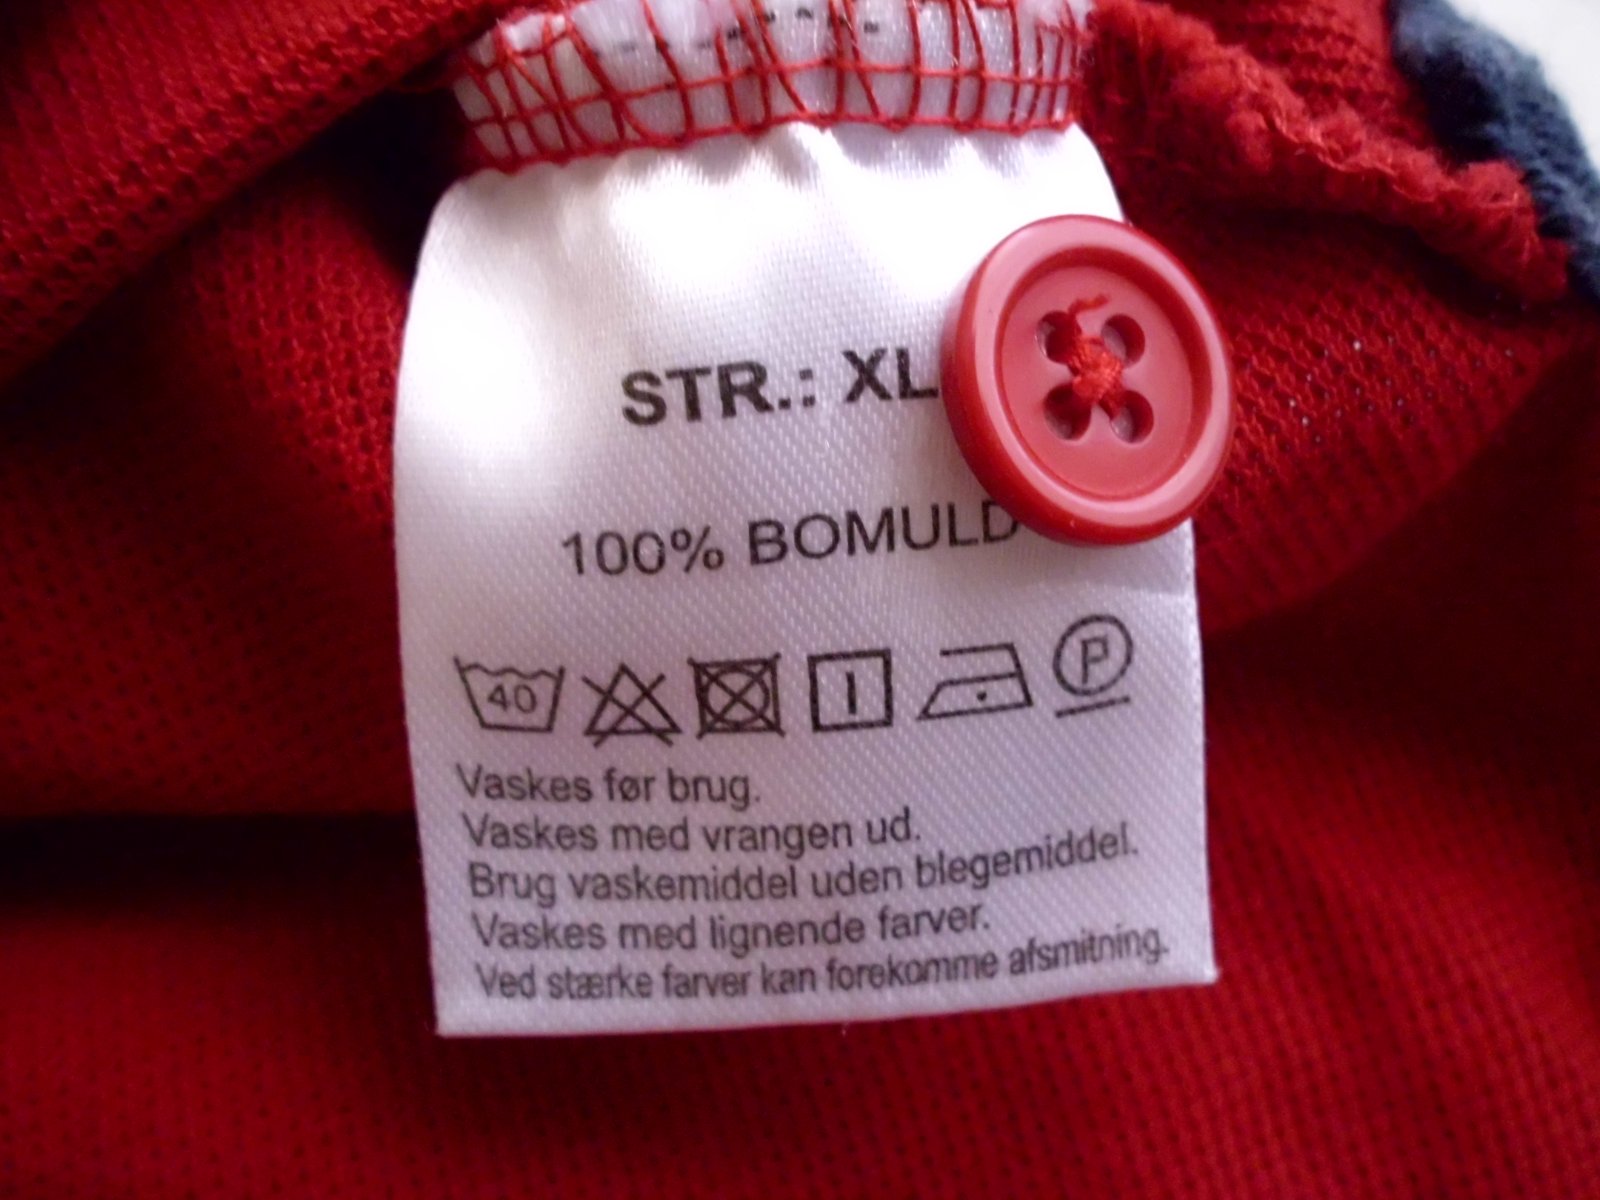 STR.: XL
100% BOMULD
40 P
Vaskes før brug.
Vaskes med vrangen ud.
Brug vaskemiddel uden blegemiddel.
Vaskes med lignende farver.
Ved stærke farver kan forekomme afsmitning.